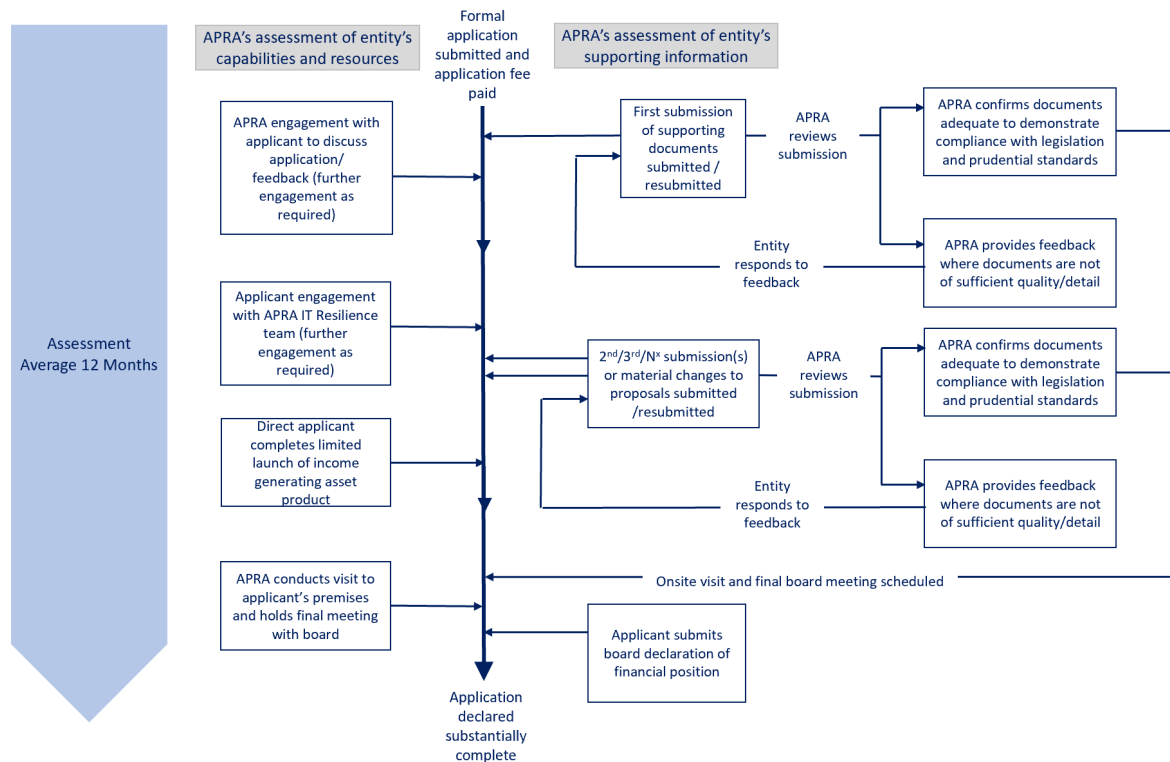 Formal
application
submitted and
application fee
paid
APRA's assessment of entity's
capabilities and resources
APRA's assessment of entity's
supporting information
APRA engagement with
applicant to discuss
application/
feedback (further
engagement as
required)
First submission
of supporting
documents
submitted /
resubmitted
APRA
reviews
submission
APRA confirms documents
adequate to demonstrate
compliance with legislation
and prudential standards
Entity
responds to
feedback
APRA provides feedback
where documents are not
of sufficient quality/detail
Assessment
Average 12 Months
Applicant engagement
with APRA IT Resilience
team (further
engagement as
required)
2nd/3rd/Nx submission(s)
or material changes to
proposals submitted
/resubmitted
APRA
reviews
submission
APRA confirms documents
adequate to demonstrate
compliance with legislation
and prudential standards
Direct applicant
completes limited
launch of income
generating asset
product
Entity
responds to
feedback
APRA provides feedback
where documents are not
of sufficient quality/detail
APRA conducts visit to
applicant's premises
and holds final meeting
with board
Onsite visit and final board meeting scheduled
Applicant submits
board declaration of
financial position
Application
declared
substantially
complete